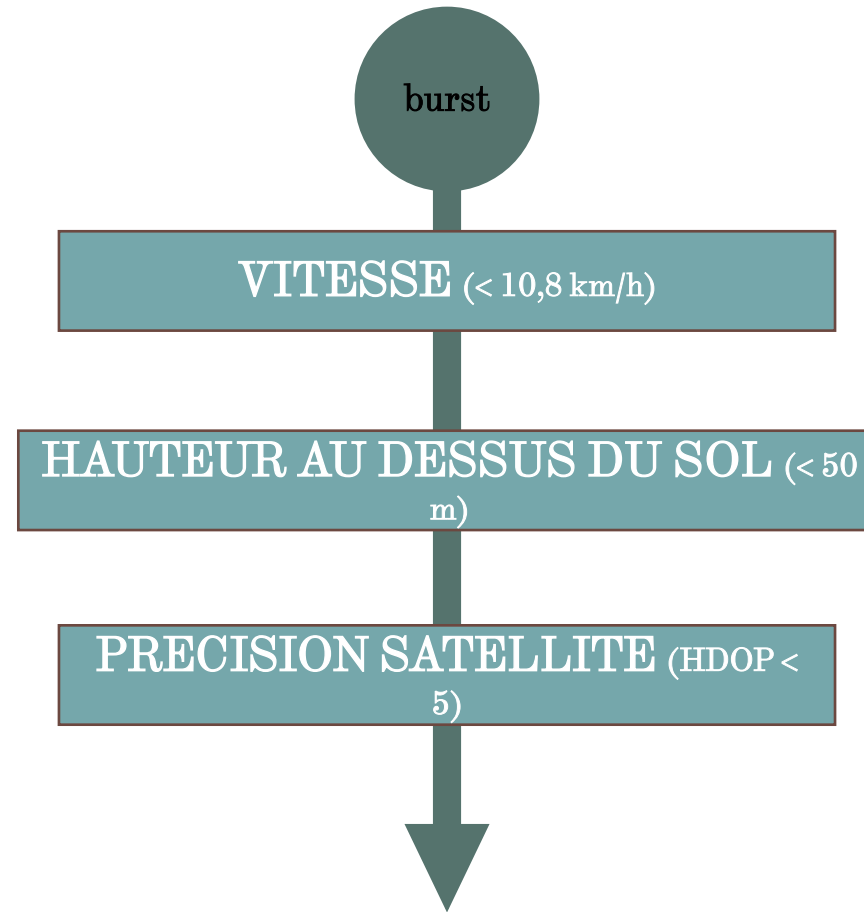 burst
VITESSE (< 10,8 km/h)
HAUTEUR AU DESSUS DU SOL (< 50
m)
PRECISION SATELLITE (HDOP <
5)